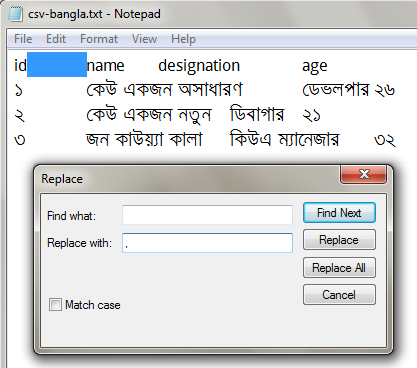 csv-bangla.txt - Notepad
File Edit Format View Help
id name designation age
১ কেউ একজন অসাধারণ ডেভলপার ২৬
২ কেউ একজন নতুন ডিবাগার ২১
৩ জন কাউয়্যা কালা কিউএ ম্যানেজার ৩২
Replace
Find what: Find Next
Replace with: , Replace
Replace All
Match case Cancel